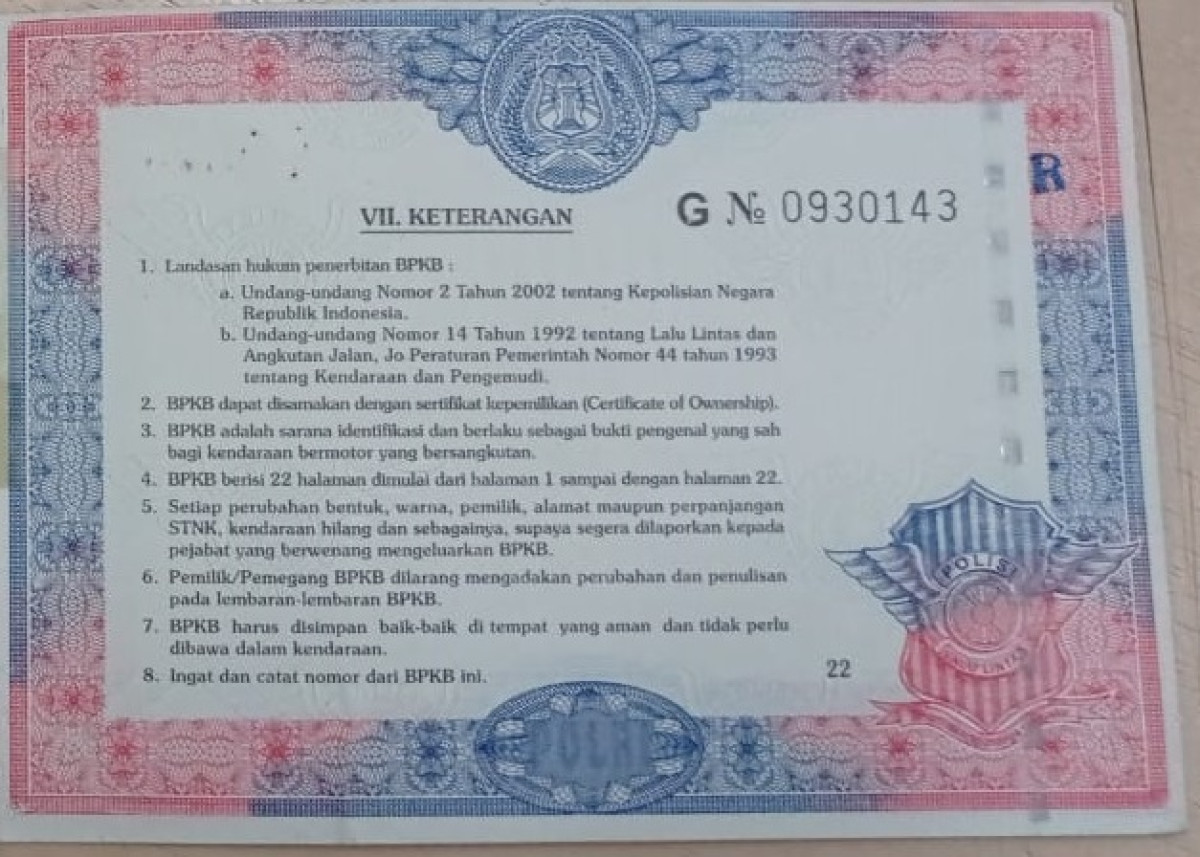 R
VII. KETERANGAN
G № 0930143
1. Landasan hukum penerbitan BPKB :
a. Undang-undang Nomor 2 Tahun 2002 tentang Kepolisian Negara
Republik Indonesia.
b. Undang-undang Nomor 14 Tahun 1992 tentang Lalu Lintas dan
Angkutan Jalan, Jo Peraturan Pemerintah Nomor 44 tahun 1993
tentang Kendaraan dan Pengemudi.
2. BPKB dapat disamakan dengan sertifikat kepemilikan (Certificate of Ownership).
3. BPKB adalah sarana identifikasi dan berlaku sebagai bukti pengenal yang sah
bagi kendaraan bermotor yang bersangkutan.
4. BPKB berisi 22 halaman dimulai dari halaman 1 sampai dengan halaman 22.
5. Setiap perubahan bentuk, warna, pemilik, alamat maupun perpanjangan
STNK, kendaraan hilang dan sebagainya, supaya segera dilaporkan kepada
pejabat yang berwenang mengeluarkan BPKB.
6. Pemilik/Pemegang BPKB dilarang mengadakan perubahan dan penulisan
pada lembaran-lembaran BPKB.
7. BPKB harus disimpan baik-baik di tempat yang aman dan tidak perlu
dibawa dalam kendaraan.
8. Ingat dan catat nomor dari BPKB ini.
22
POLISI
POLRI